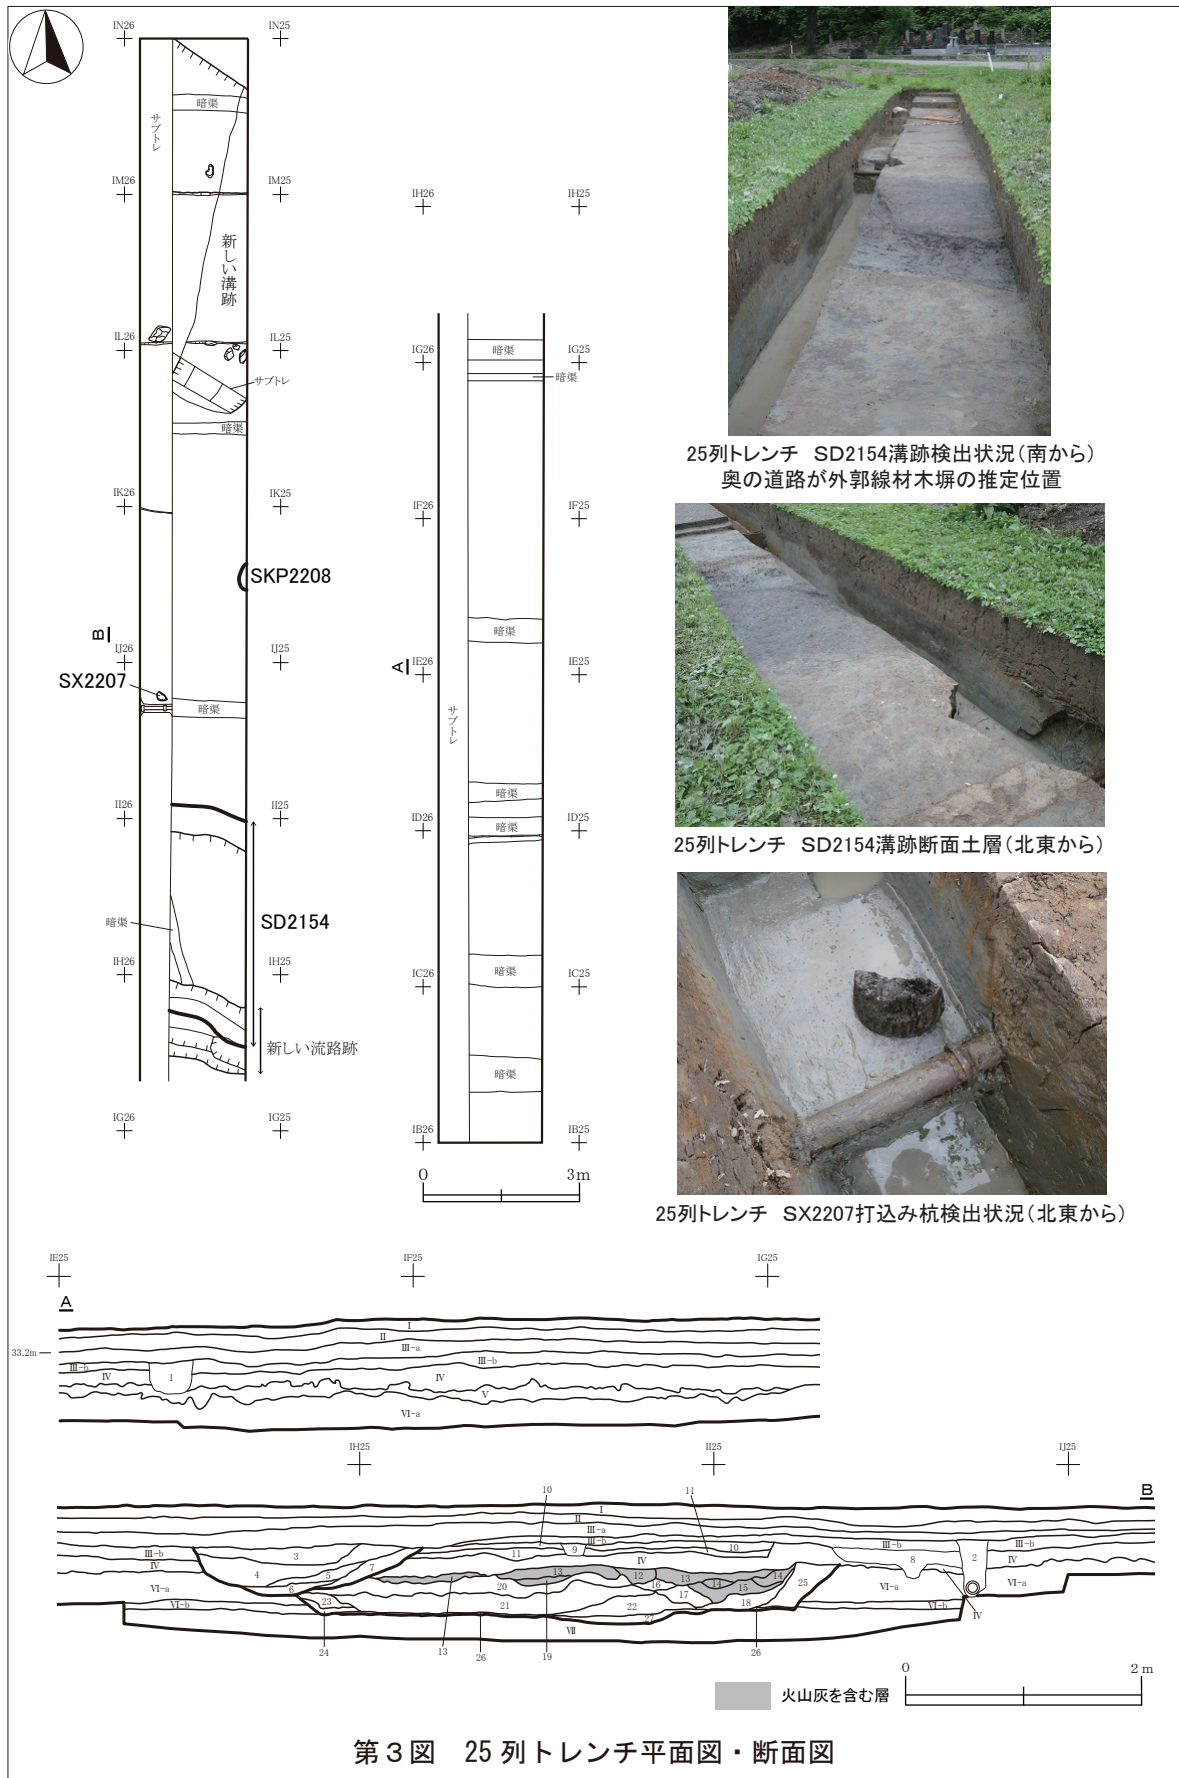 IN26
IN25
暗渠
サブトレ
IM26
IM25
新しい溝跡
IL26
IL25
サブトレ
暗渠
IK26
IK25
SKP2208
B
IJ26
IJ25
SX2207
暗渠
II26
II25
SD2154
暗渠
IH26
IH25
新しい流路跡
IG26
IG25
IH26
IH25
IG26
暗渠
IG25
暗渠
IF26
IF25
暗渠
A
IE26
IE25
サブトレ
暗渠
ID26
暗渠
ID25
IC26
暗渠
IC25
暗渠
IB26
IB25
0
3m
25列トレンチ SD2154溝跡検出状況（南から）
奥の道路が外郭線材木塀の推定位置
25列トレンチ SD2154溝跡断面土層（北東から）
25列トレンチ SX2207打込み杭検出状況（北東から）
IE25
IF25
IG25
A
I
II
33.2m
III-a
III-b
III-b
IV
1
IV
V
VI-a
IH25
II25
IJ25
B
10
11
I
II
III-a
III-b
III-b
3
11
9
10
III-b
8
2
IV
IV
IV
4
5
7
13
12
13
14
14
15
16
25
VI-a
6
20
17
VI-a
VI-a
VI-b
23
21
22
18
VI-b
27
IV
VII
24
13
26
19
26
0
2 m
火山灰を含む層
第３図 25 列トレンチ平面図・断面図